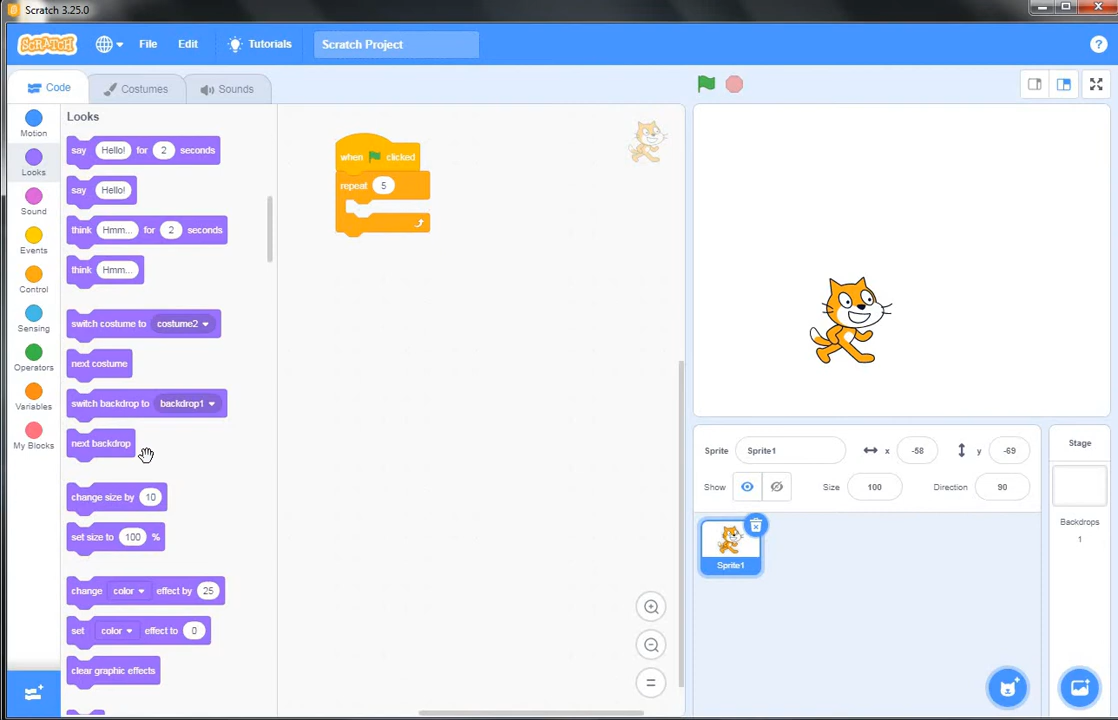 Scratch 3.25.0
SCRATCH File Edit Tutorials Scratch Project ?
Code Costumes Sounds
Motion
Looks
Sound
Events
Control
Sensing
Operators
Variables
My Blocks
Looks
say Hello! for 2 seconds
say Hello!
think Hmm... for 2 seconds
think Hmm...
switch costume to costume2
next costume
switch backdrop to backdrop1
next backdrop
change size by 10
set size to 100 %
change color effect by 25
set color effect to 0
clear graphic effects
when clicked
repeat 5
Sprite Sprite1 x -58 y -69
Show Size 100 Direction 90
Sprite1
Stage
Backdrops
1